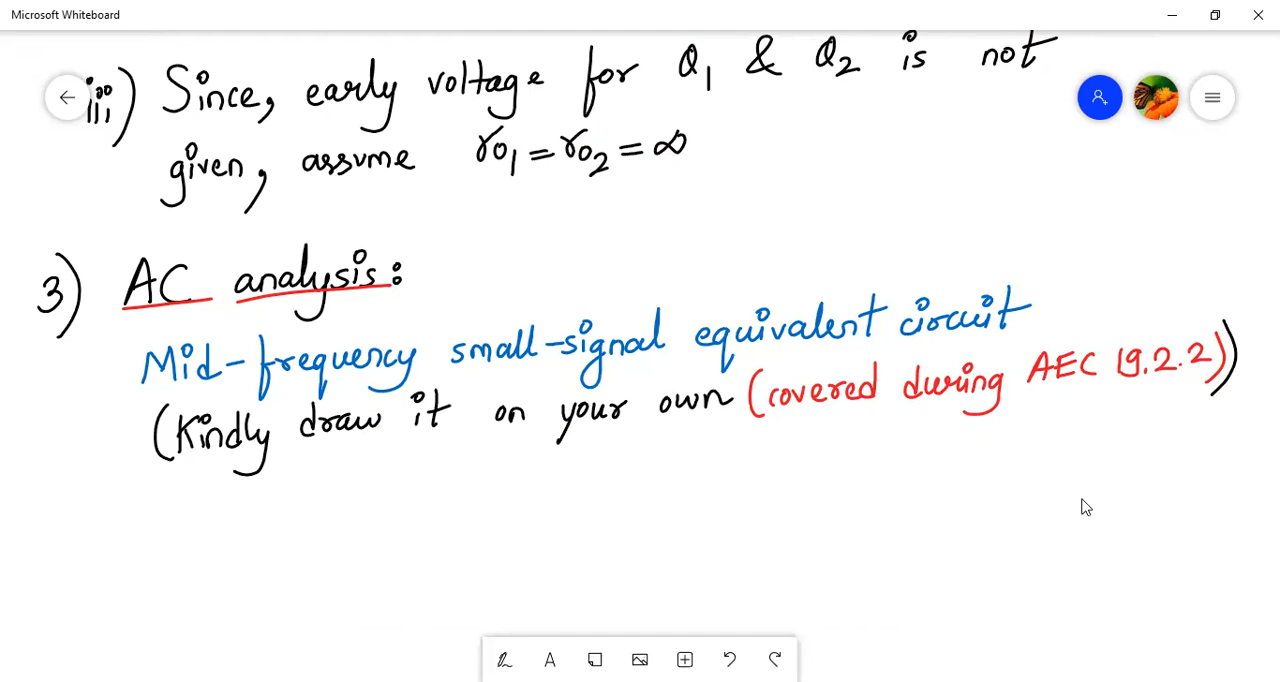 Microsoft Whiteboard
iii) Since, early voltage for Q1 & Q2 is not
given, assume ro1 = ro2 = ∞
3) AC analysis:
Mid-frequency small-signal equivalent circuit
(Kindly draw it on your own (covered during AEC 19.2.2))
A